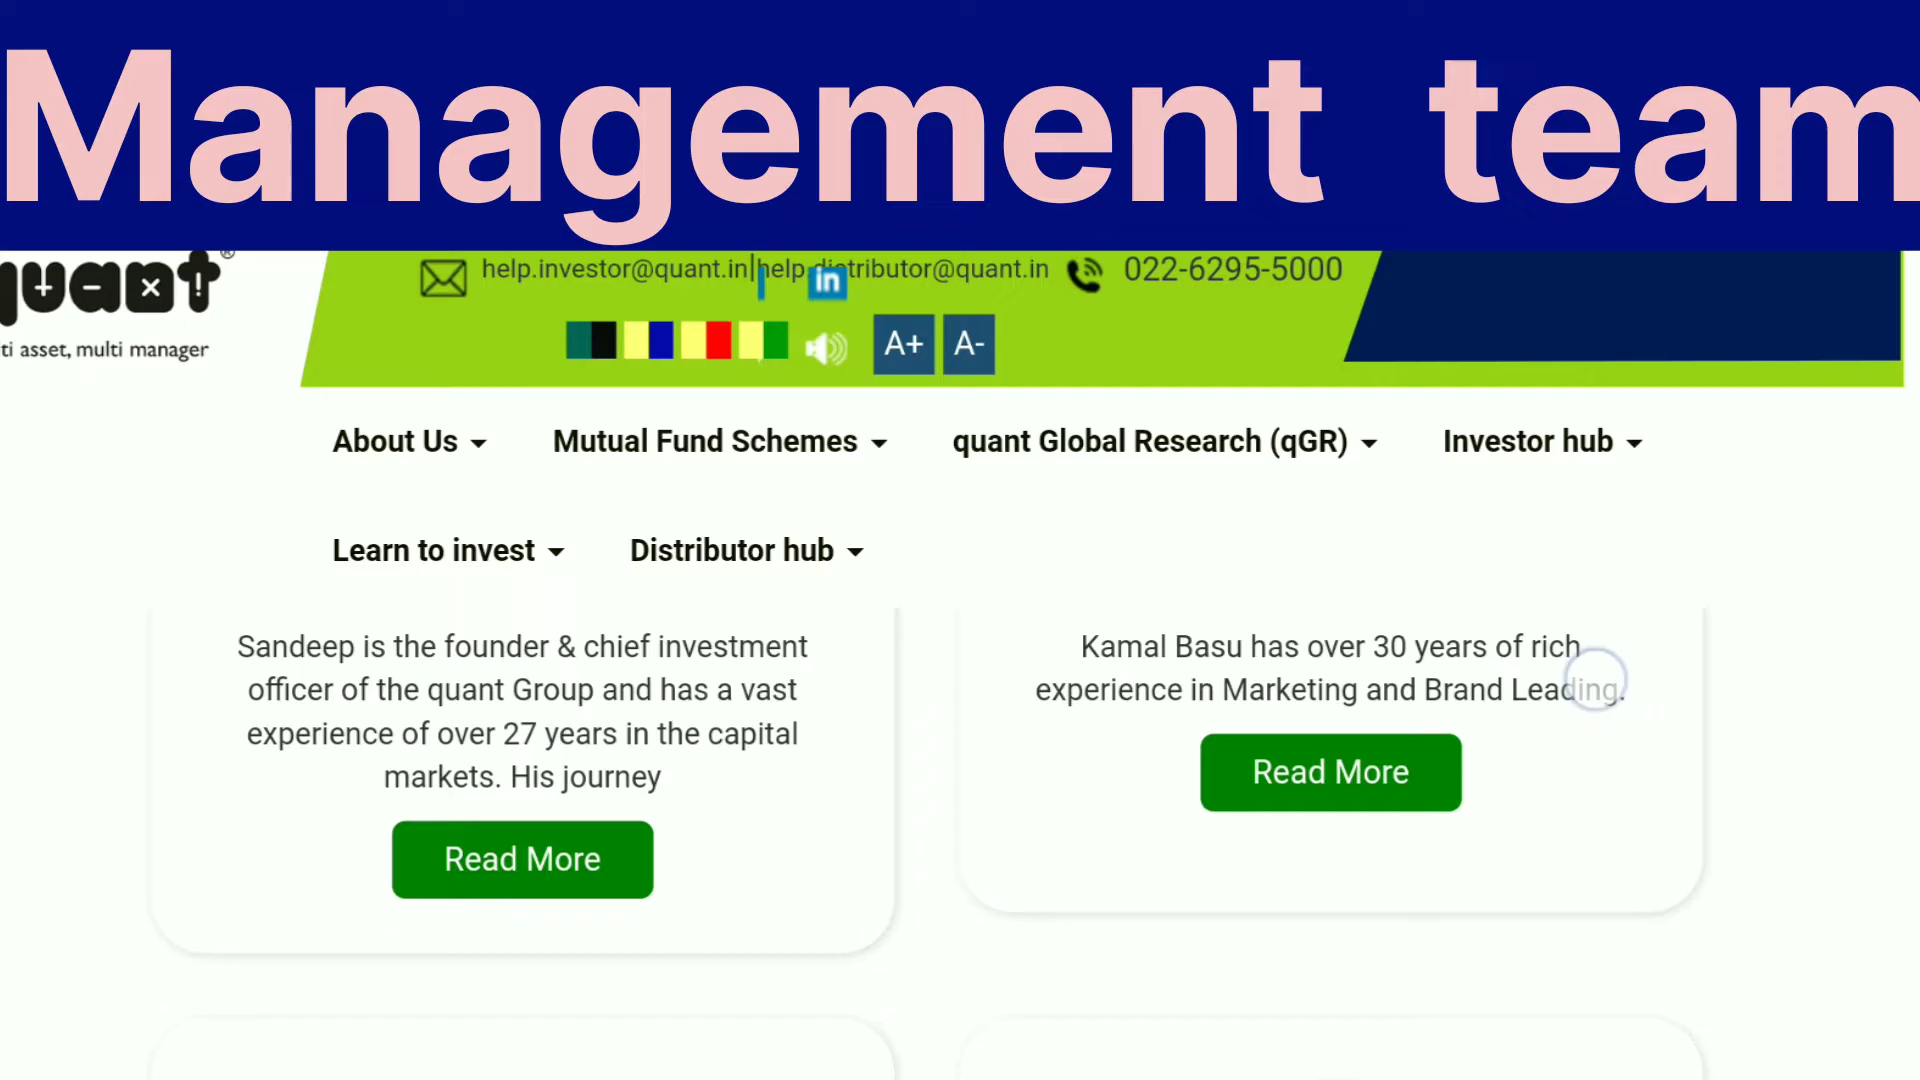 Management team
quant®
ti asset, multi manager
help.investor@quant.in|help.distributor@quant.in
022-6295-5000
in
A+ A-
About Us
Mutual Fund Schemes
quant Global Research (qGR)
Investor hub
Learn to invest
Distributor hub
Sandeep is the founder & chief investment
officer of the quant Group and has a vast
experience of over 27 years in the capital
markets. His journey
Read More
Kamal Basu has over 30 years of rich
experience in Marketing and Brand Leading.
Read More